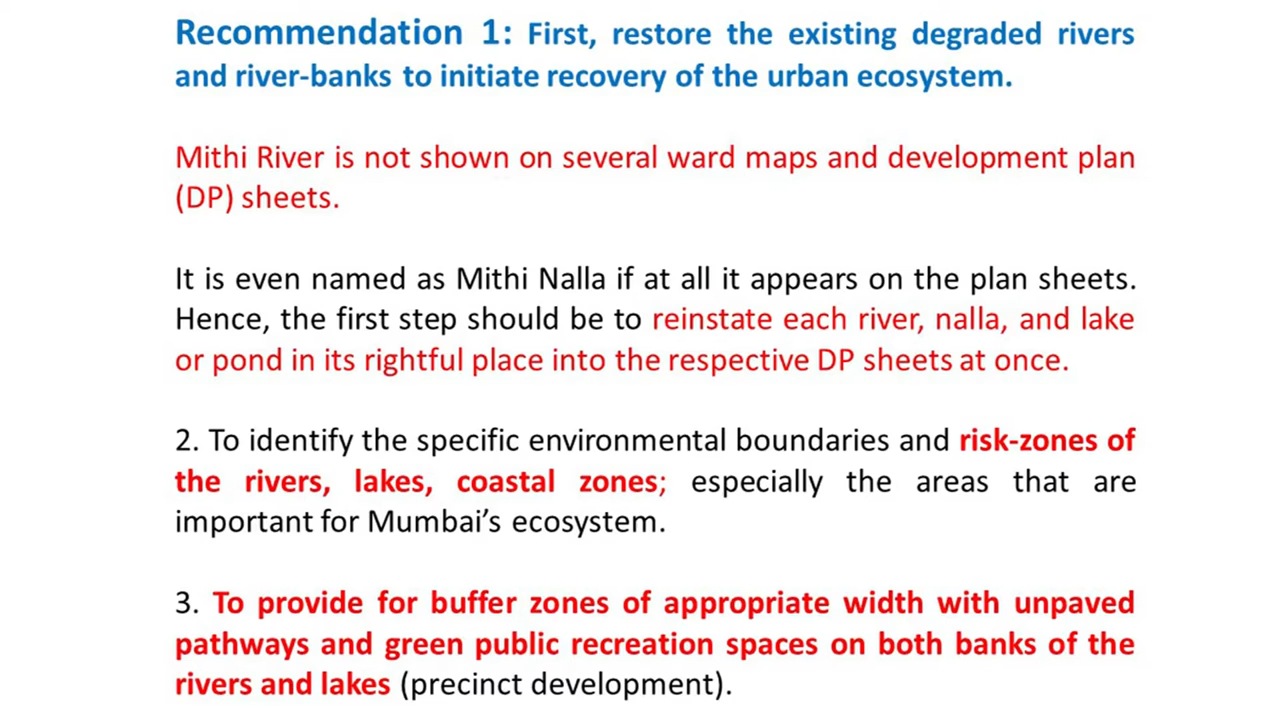 Recommendation 1: First, restore the existing degraded rivers
and river-banks to initiate recovery of the urban ecosystem.
Mithi River is not shown on several ward maps and development plan
(DP) sheets.
It is even named as Mithi Nalla if at all it appears on the plan sheets.
Hence, the first step should be to reinstate each river, nalla, and lake
or pond in its rightful place into the respective DP sheets at once.
2. To identify the specific environmental boundaries and risk-zones of
the rivers, lakes, coastal zones; especially the areas that are
important for Mumbai’s ecosystem.
3. To provide for buffer zones of appropriate width with unpaved
pathways and green public recreation spaces on both banks of the
rivers and lakes (precinct development).